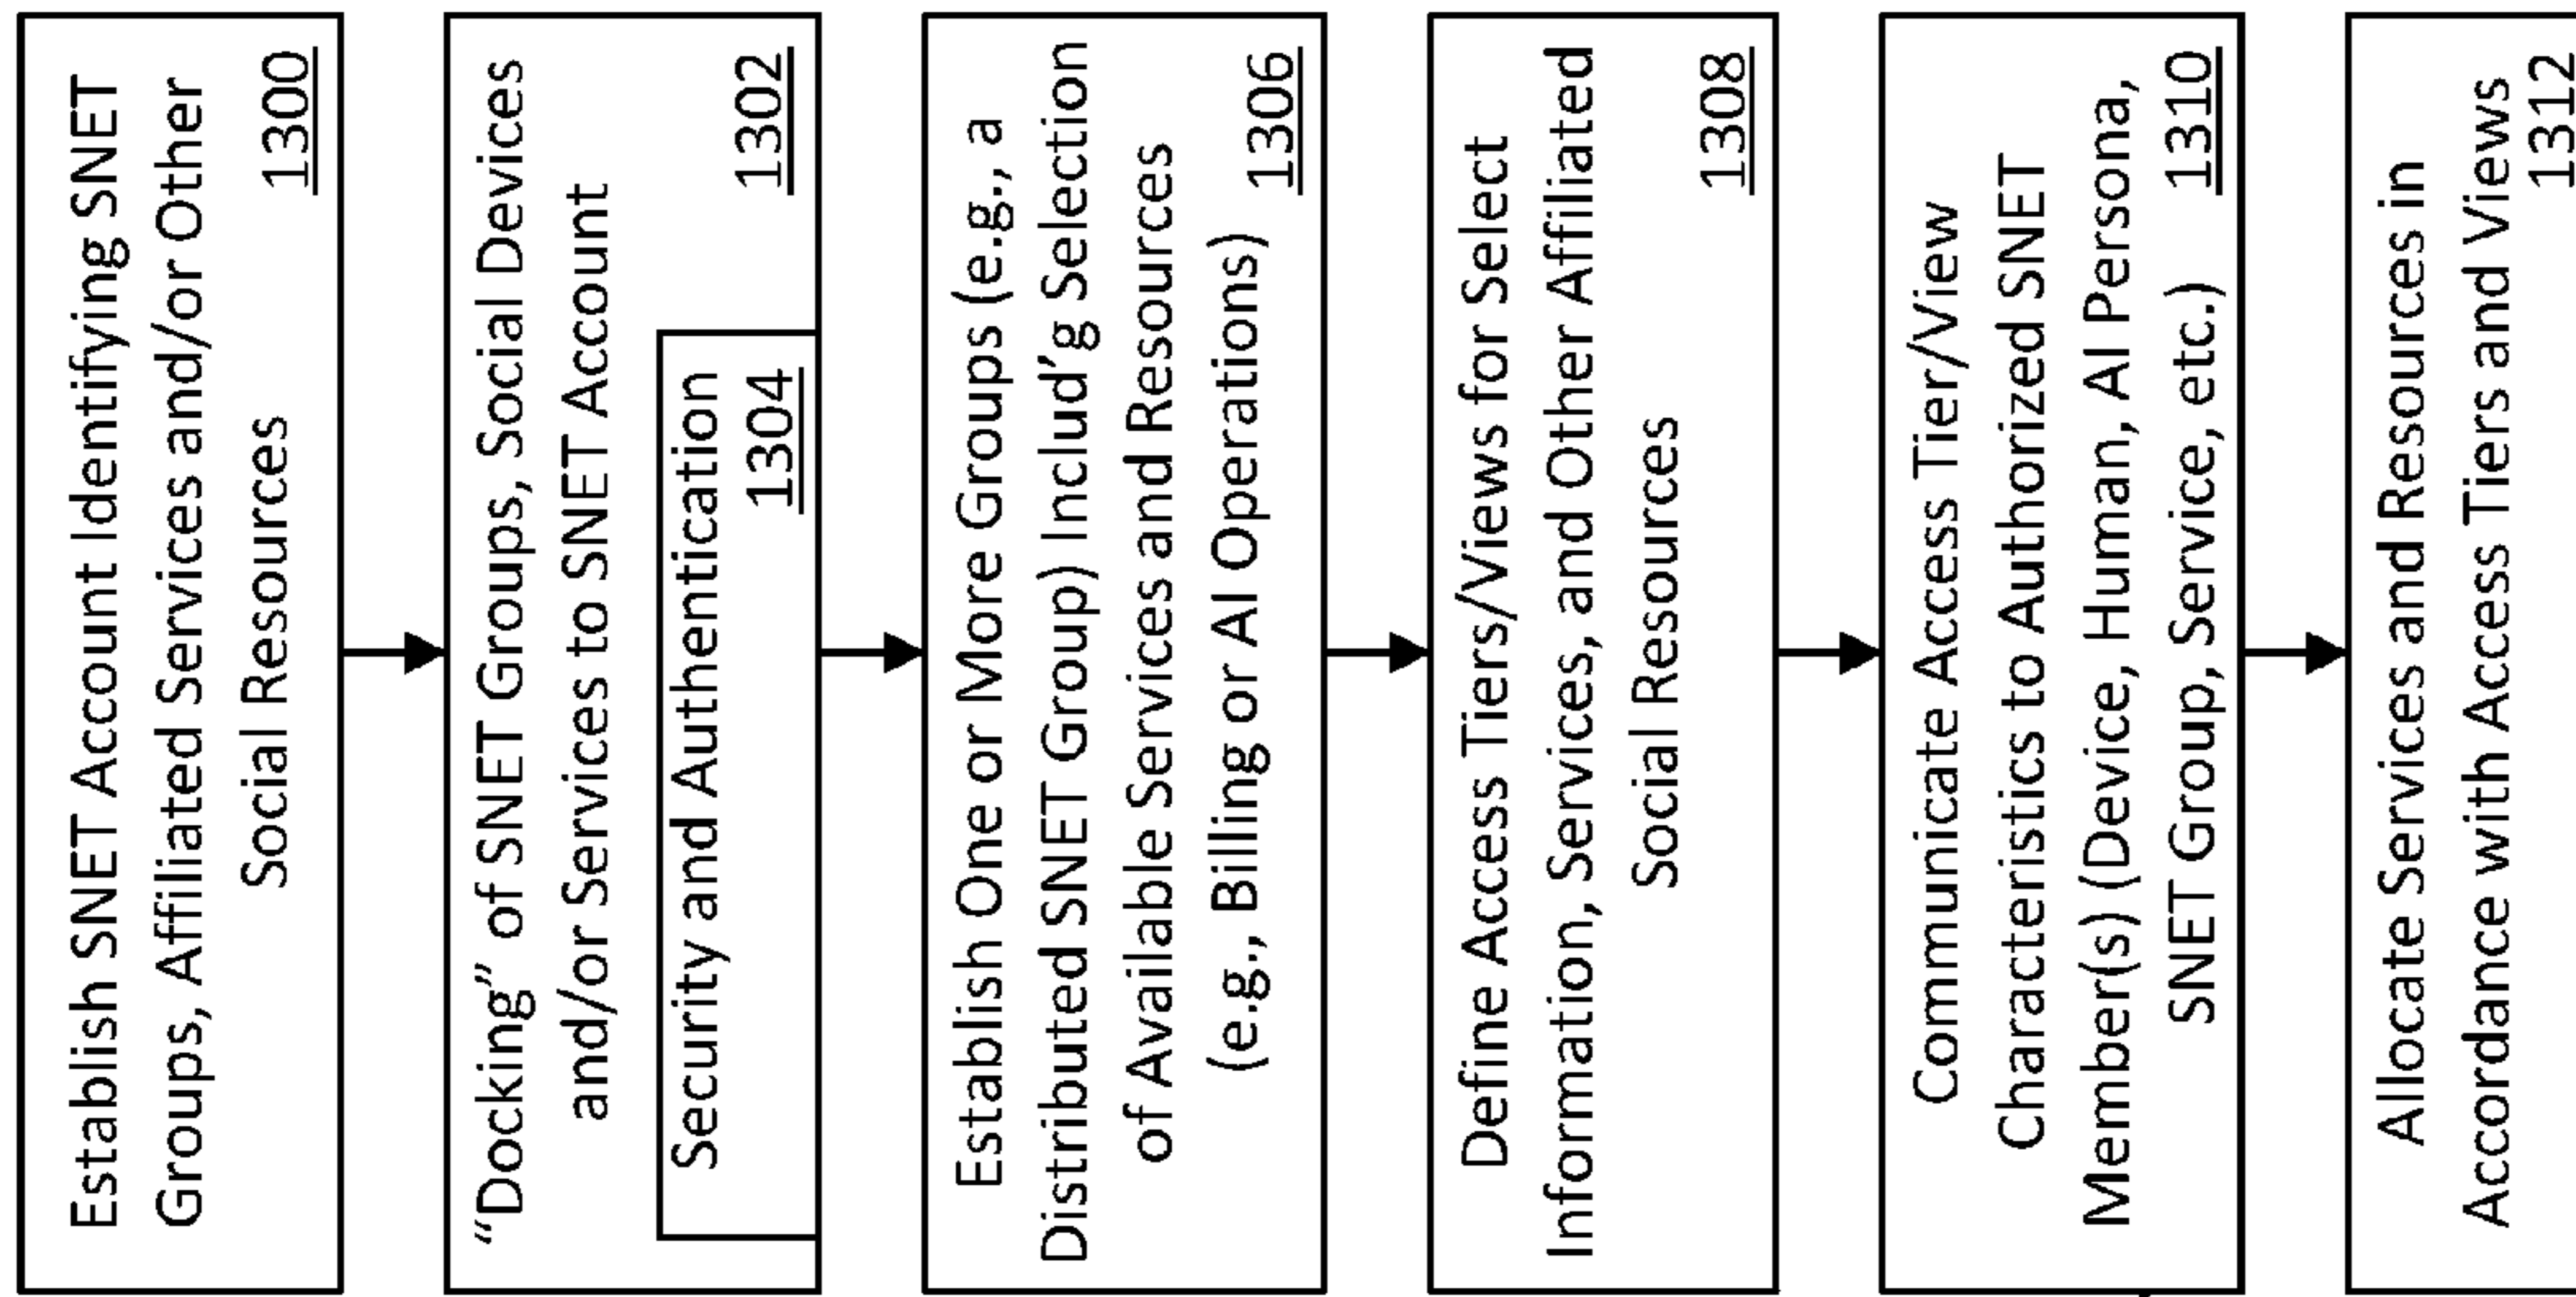 Establish SNET Account Identifying SNET
Groups, Affiliated Services and/or Other
Social Resources
1300
“Docking” of SNET Groups, Social Devices
and/or Services to SNET Account
1302
Security and Authentication
1304
Establish One or More Groups (e.g., a
Distributed SNET Group) Includ’g Selection
of Available Services and Resources
(e.g., Billing or AI Operations)
1306
Define Access Tiers/Views for Select
Information, Services, and Other Affiliated
Social Resources
1308
Communicate Access Tier/View
Characteristics to Authorized SNET
Member(s) (Device, Human, AI Persona,
SNET Group, Service, etc.)
1310
Allocate Services and Resources in
Accordance with Access Tiers and Views
1312